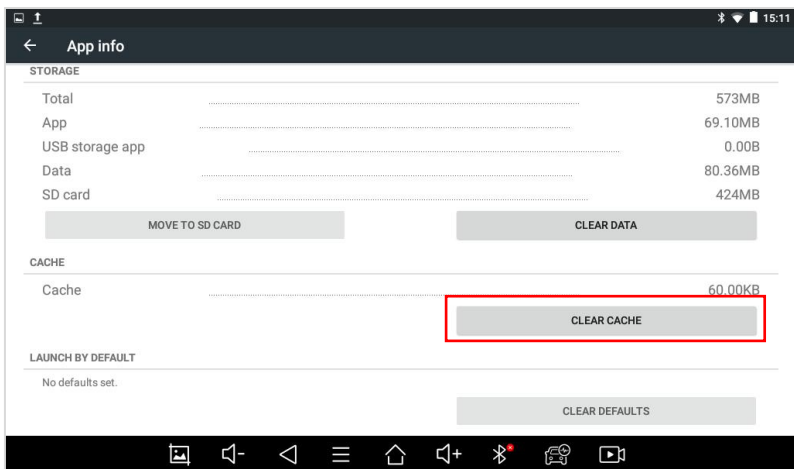 15:11
App info
STORAGE
Total 573MB
App 69.10MB
USB storage app 0.00B
Data 80.36MB
SD card 424MB
MOVE TO SD CARD CLEAR DATA
CACHE
Cache 60.00KB
CLEAR CACHE
LAUNCH BY DEFAULT
No defaults set.
CLEAR DEFAULTS